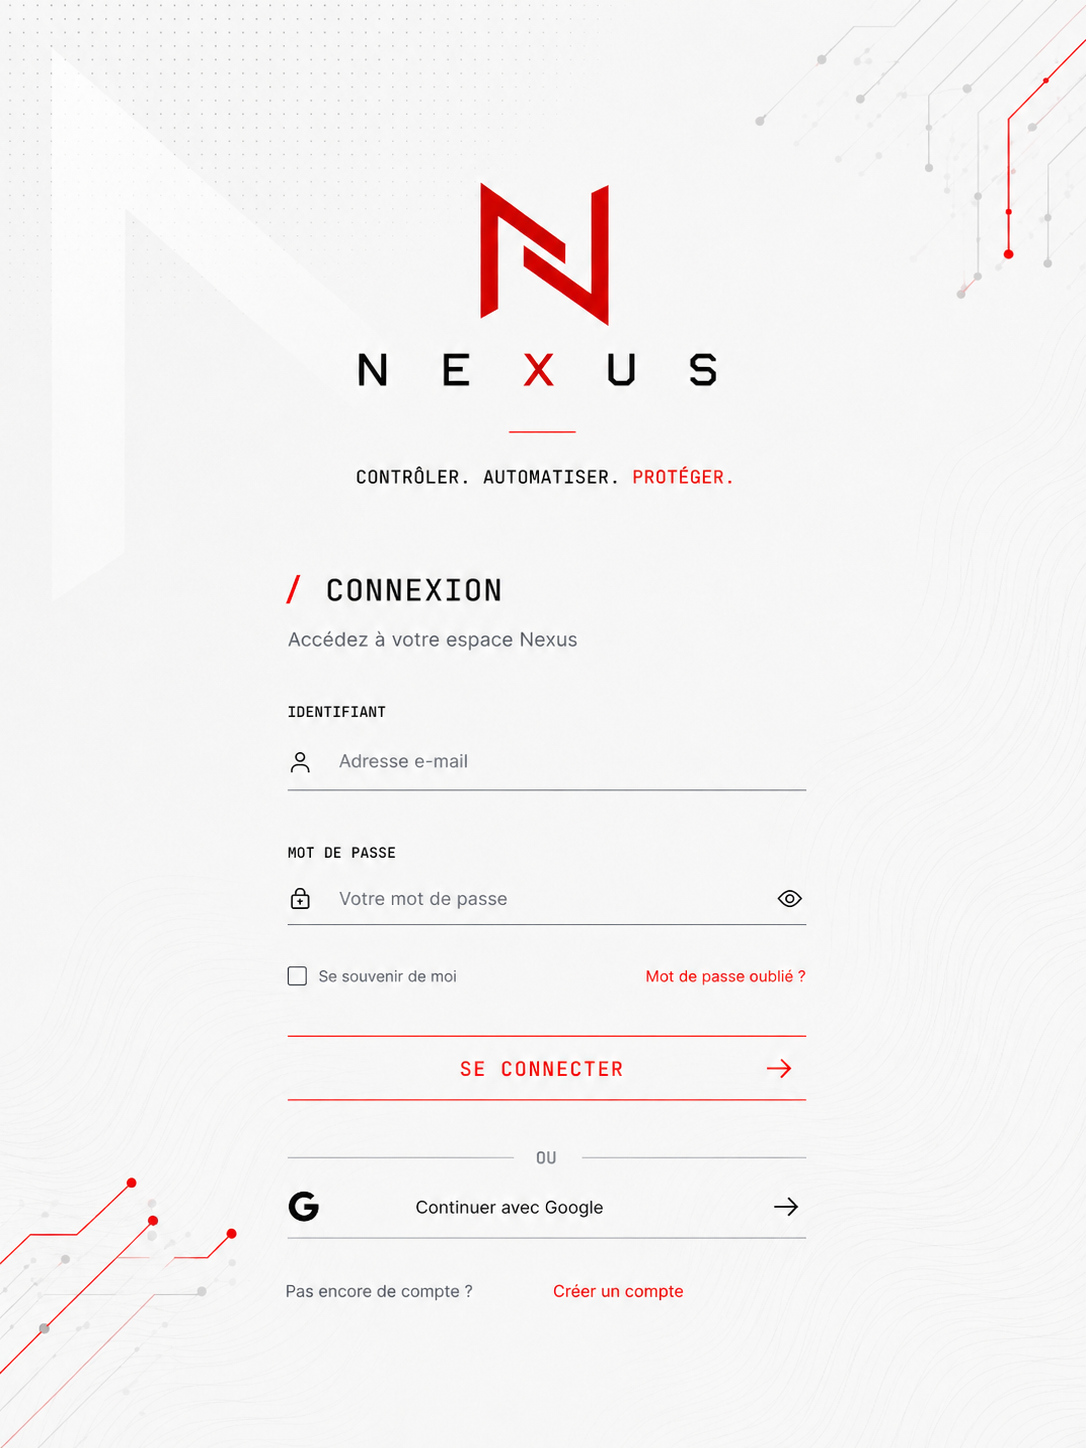 NEXUS
CONTRÔLER. AUTOMATISER. PROTÉGER.
/ CONNEXION
Accédez à votre espace Nexus
IDENTIFIANT
Adresse e-mail
MOT DE PASSE
Votre mot de passe
Se souvenir de moi Mot de passe oublié ?
SE CONNECTER
OU
G Continuer avec Google
Pas encore de compte ? Créer un compte